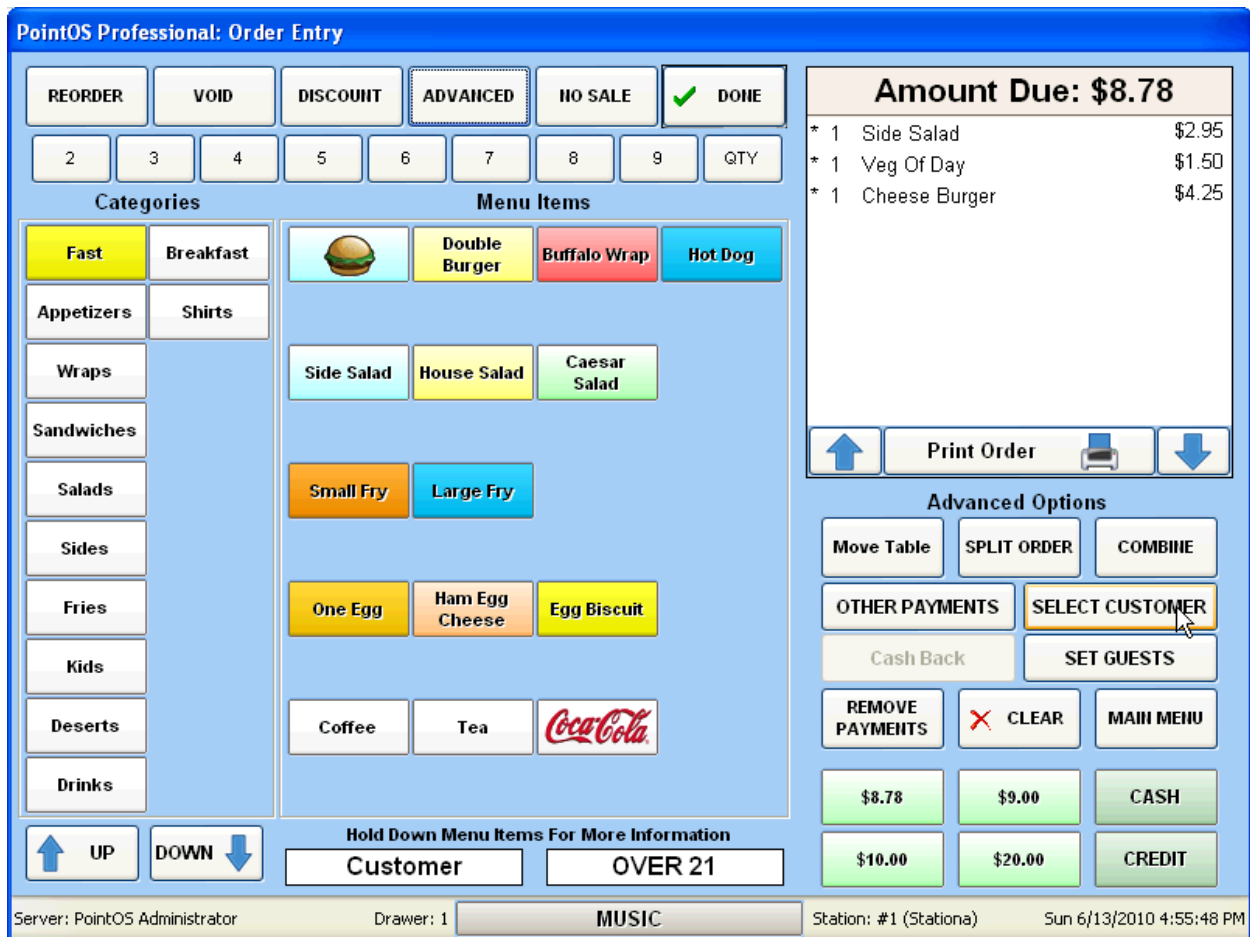 PointOS Professional: Order Entry
REORDER
VOID
DISCOUNT
ADVANCED
NO SALE
DONE
2
3
4
5
6
7
8
9
QTY
Categories
Menu Items
Fast
Breakfast
Appetizers
Shirts
Wraps
Sandwiches
Salads
Sides
Fries
Kids
Deserts
Drinks
UP
DOWN
Double
Burger
Buffalo Wrap
Hot Dog
Side Salad
House Salad
Caesar
Salad
Small Fry
Large Fry
One Egg
Ham Egg
Cheese
Egg Biscuit
Coffee
Tea
Coca-Cola
Hold Down Menu Items For More Information
Customer
OVER 21
Amount Due: $8.78
* 1 Side Salad $2.95
* 1 Veg Of Day $1.50
* 1 Cheese Burger $4.25
Print Order
Advanced Options
Move Table
SPLIT ORDER
COMBINE
OTHER PAYMENTS
SELECT CUSTOMER
Cash Back
SET GUESTS
REMOVE
PAYMENTS
CLEAR
MAIN MENU
$8.78
$9.00
CASH
$10.00
$20.00
CREDIT
Server: PointOS Administrator
Drawer: 1
MUSIC
Station: #1 (Stationa)
Sun 6/13/2010 4:55:48 PM